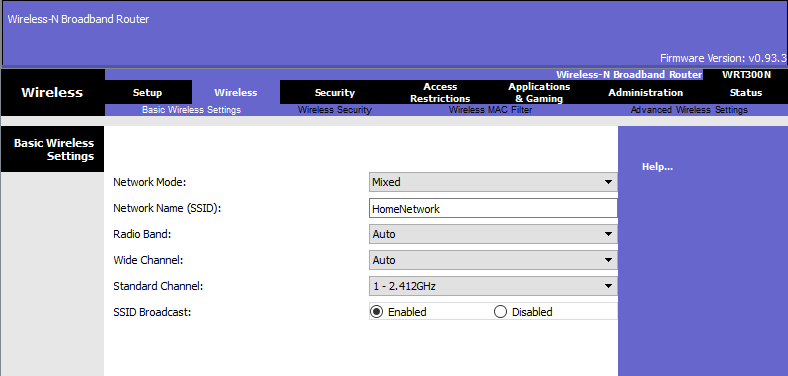 Wireless-N Broadband Router
Firmware Version: v0.93.3
Wireless-N Broadband Router WRT300N
Wireless
Setup Wireless Security Access Restrictions Applications & Gaming Administration Status
Basic Wireless Settings Wireless Security Wireless MAC Filter Advanced Wireless Settings
Basic Wireless
Settings
Help...
Network Mode: Mixed
Network Name (SSID): HomeNetwork
Radio Band: Auto
Wide Channel: Auto
Standard Channel: 1 - 2.412GHz
SSID Broadcast: Enabled Disabled